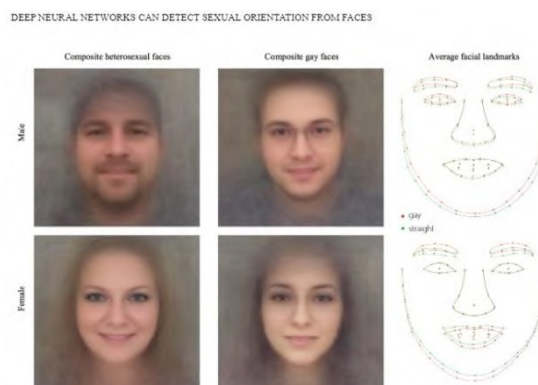 DEEP NEURAL NETWORKS CAN DETECT SEXUAL ORIENTATION FROM FACES
Composite heterosexual faces Composite gay faces Average facial landmarks
Male
gay
straight
Female